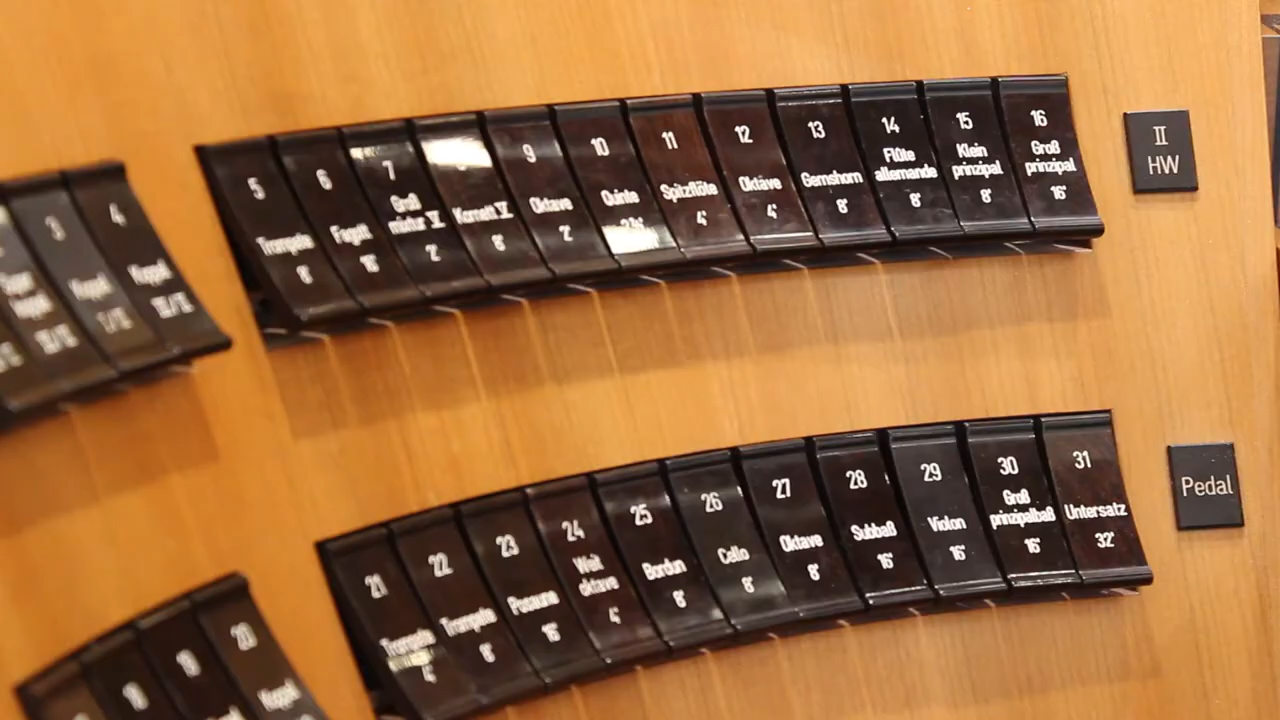 3
Koppel
4
Koppel
5
Trompete
8'
6
Fagott
16'
7
Groß
mixtur V
2'
Kornett V
8'
9
Oktave
2'
10
Quinte
11
Spitzflöte
4'
12
Oktave
4'
13
Gemshorn
8'
14
Flûte
allemande
8'
15
Klein
prinzipal
8'
16
Groß
prinzipal
16'
II
HW
18
19
20
Koppel
21
Trompete
4'
22
Trompete
8'
23
Posaune
16'
24
Weit
oktave
4'
25
Bordun
8'
26
Cello
8'
27
Oktave
8'
28
Subbaß
16'
29
Violon
16'
30
Groß
prinzipalbaß
16'
31
Untersatz
32'
Pedal